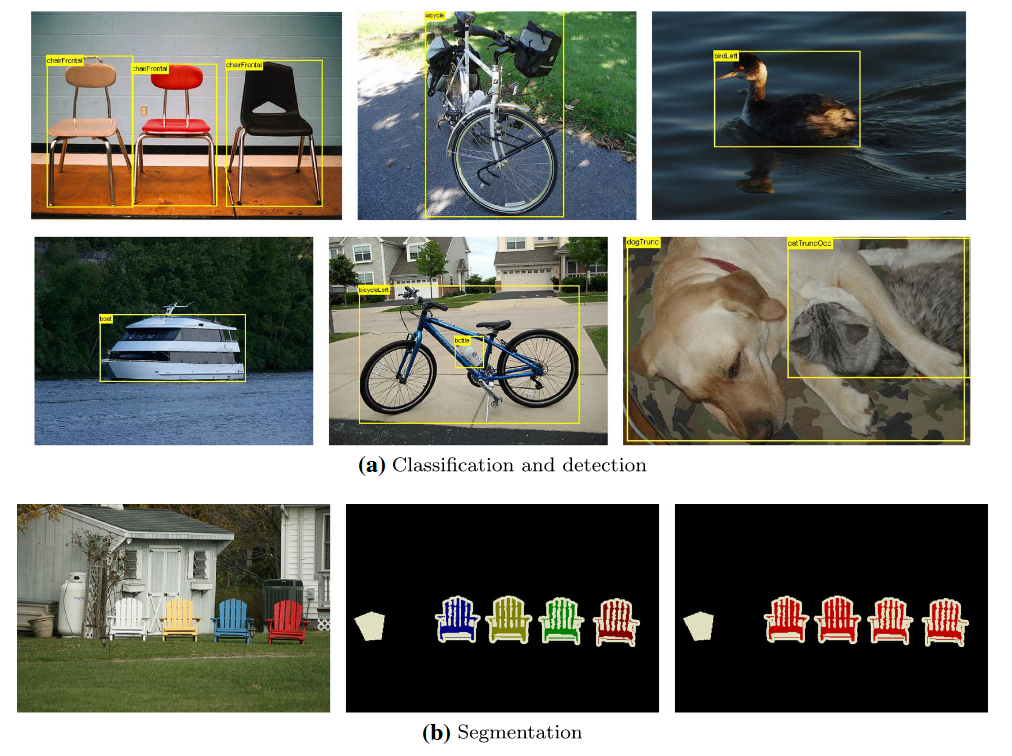 chairFrontal
chairFrontal
chairFrontal
bicycle
birdLeft
boat
bicycleLeft
bottle
dogTrunc
catTruncOcc
(a) Classification and detection
(b) Segmentation